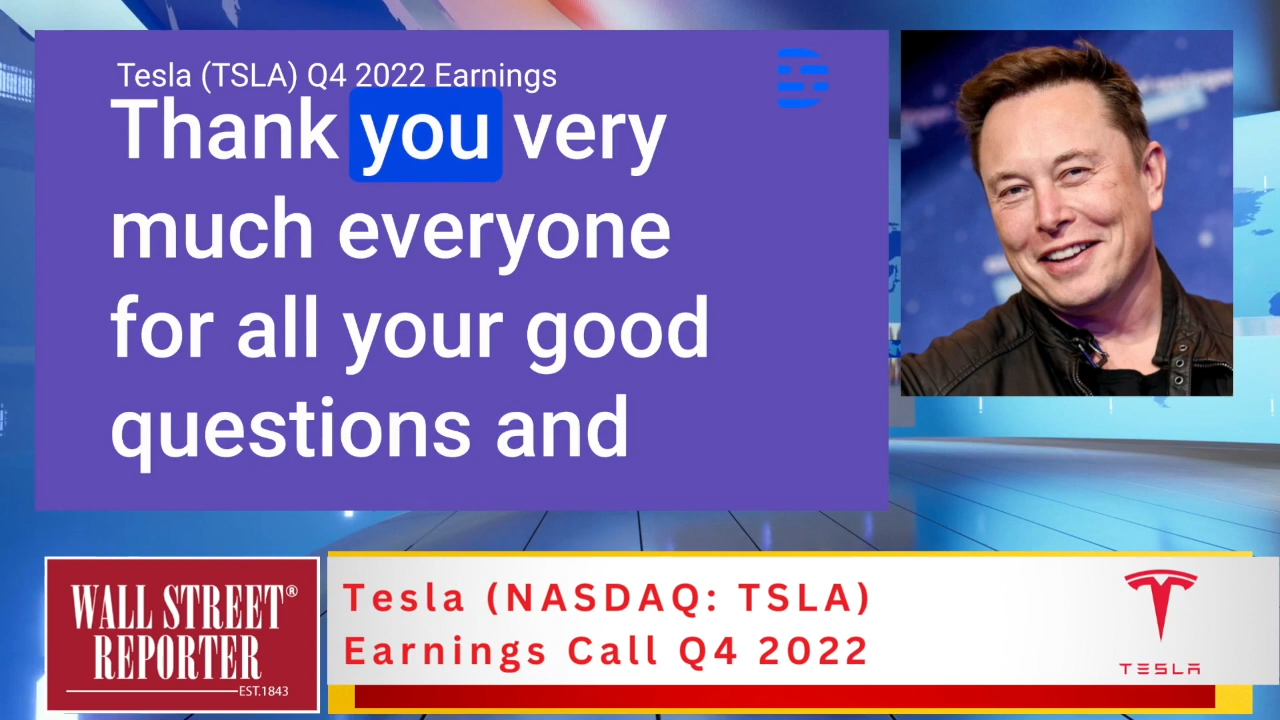 Tesla (TSLA) Q4 2022 Earnings
Thank you very
much everyone
for all your good
questions and
WALL STREET®
REPORTER
EST.1843
Tesla (NASDAQ: TSLA)
Earnings Call Q4 2022
TESLA